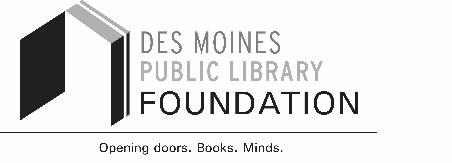 DES MOINES
PUBLIC LIBRARY
FOUNDATION
Opening doors. Books. Minds.